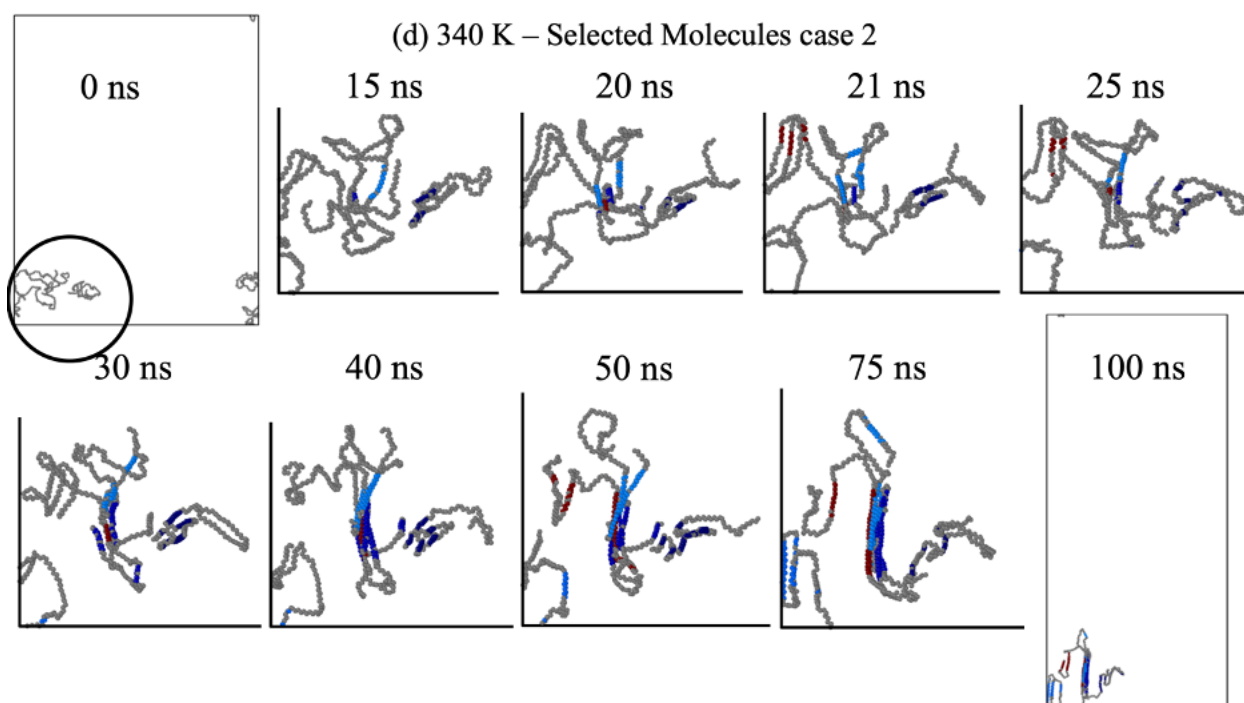 (d) 340 K – Selected Molecules case 2
0 ns
15 ns
20 ns
21 ns
25 ns
30 ns
40 ns
50 ns
75 ns
100 ns